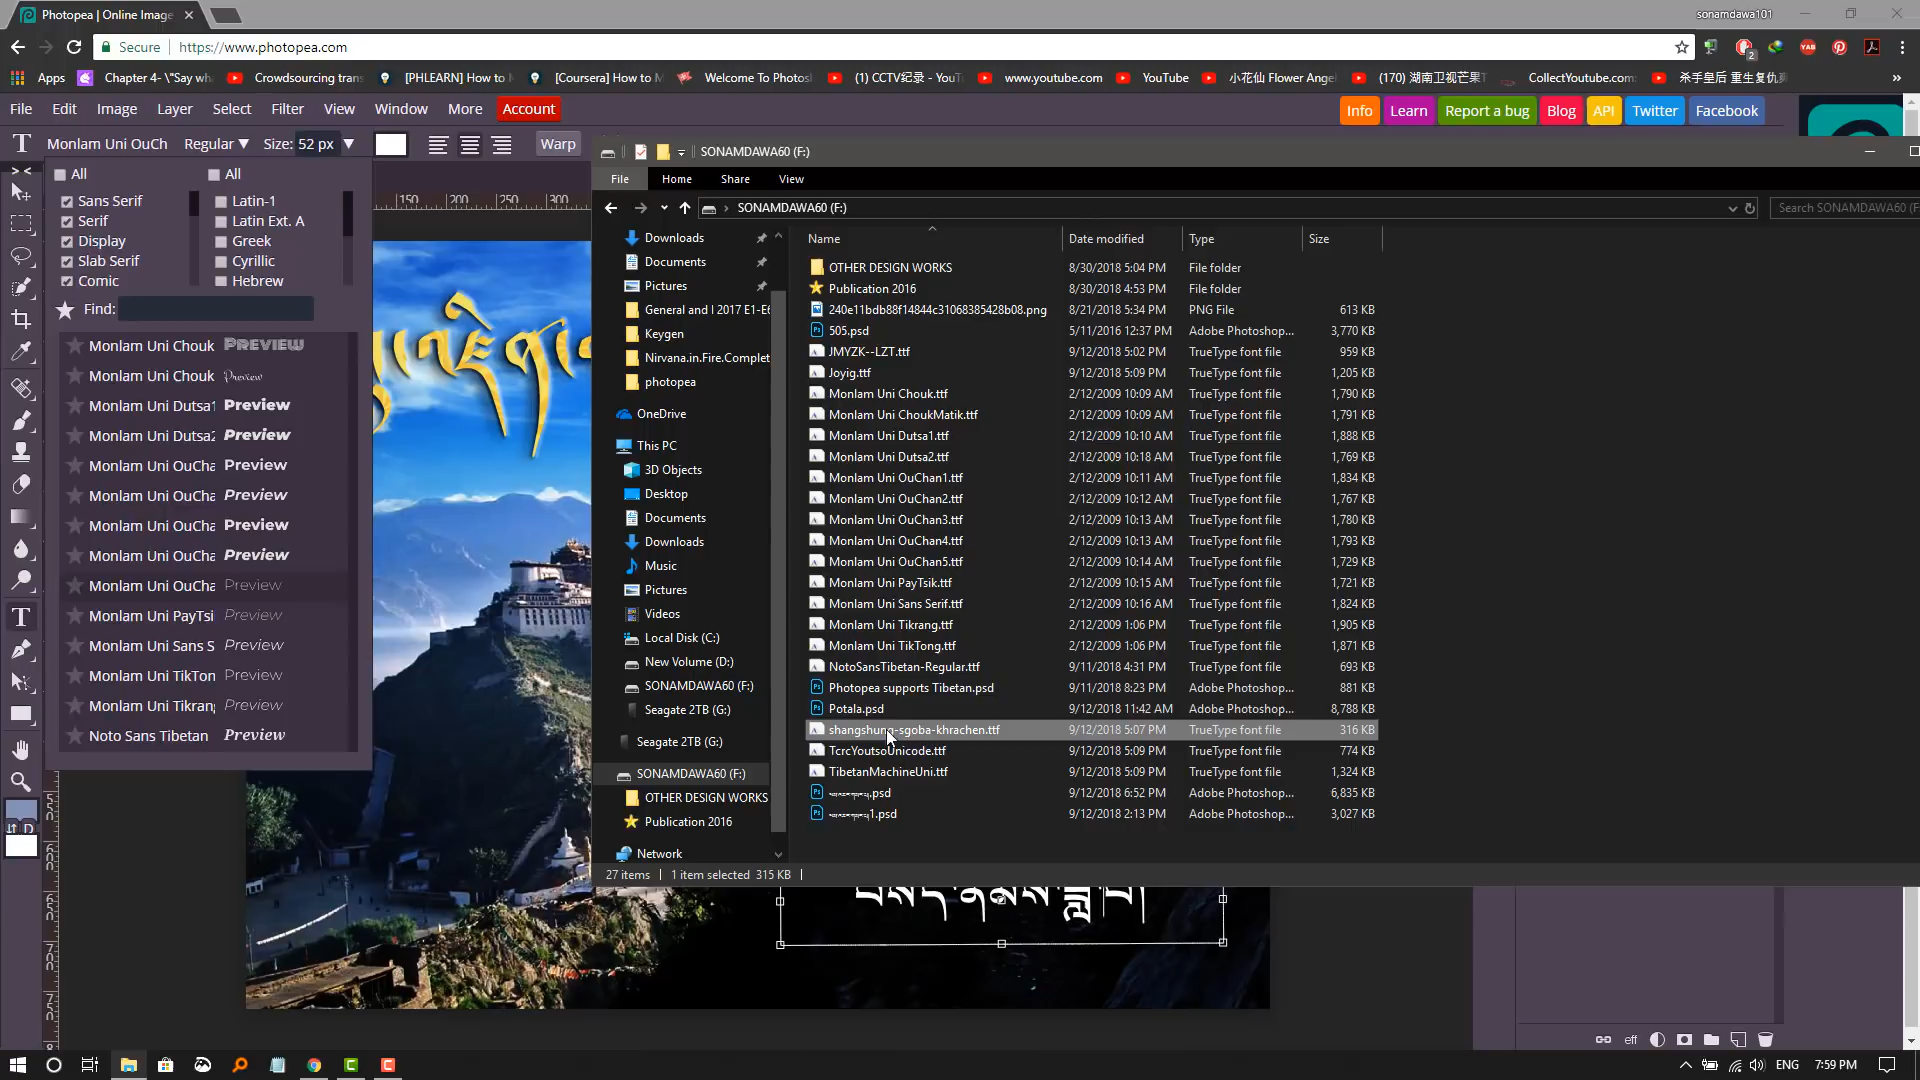 Photopea | Online Image
sonamdawa101
Secure
https://www.photopea.com
2
Apps
Chapter 4- \"Say wh
Crowdsourcing tran
[PHLEARN] How to
[Coursera] How to M
Welcome To Photos
(1) CCTV纪录 - YouT
www.youtube.com
YouTube
小花仙 Flower Ange
(170) 湖南卫视芒果T
CollectYoutube.com
杀手皇后 重生复仇
»
File Edit Image Layer Select Filter View Window More Account
Info Learn Report a bug Blog API Twitter Facebook
T Monlam Uni OuCh Regular Size: 52 px Warp
All All
Sans Serif Latin-1
Serif Latin Ext. A
Display Greek
Slab Serif Cyrillic
Comic Hebrew
Find:
Monlam Uni Chouk PREVIEW
Monlam Uni Chouk Preview
Monlam Uni Dutsa1 Preview
Monlam Uni Dutsa2 Preview
Monlam Uni OuCha Preview
Monlam Uni OuCha Preview
Monlam Uni OuCha Preview
Monlam Uni OuCha Preview
Monlam Uni OuCha Preview
Monlam Uni PayTsi Preview
Monlam Uni Sans S Preview
Monlam Uni TikTon Preview
Monlam Uni Tikran Preview
Noto Sans Tibetan Preview
150 200 250 300
SONAMDAWA60 (F:)
File Home Share View
SONAMDAWA60 (F:)
Search SONAMDAWA60 (F
Downloads
Documents
Pictures
General and I 2017 E1-E6
Keygen
Nirvana.in.Fire.Complet
photopea
OneDrive
This PC
3D Objects
Desktop
Documents
Downloads
Music
Pictures
Videos
Local Disk (C:)
New Volume (D:)
SONAMDAWA60 (F:)
Seagate 2TB (G:)
Seagate 2TB (G:)
SONAMDAWA60 (F:)
OTHER DESIGN WORKS
Publication 2016
Network
Name Date modified Type Size
OTHER DESIGN WORKS 8/30/2018 5:04 PM File folder
Publication 2016 8/30/2018 4:53 PM File folder
240e11bdb88f14844c31068385428b08.png 8/21/2018 5:34 PM PNG File 613 KB
505.psd 5/11/2016 12:37 PM Adobe Photoshop... 3,770 KB
JMYZK--LZT.ttf 9/12/2018 5:02 PM TrueType font file 959 KB
Joyig.ttf 9/12/2018 5:09 PM TrueType font file 1,205 KB
Monlam Uni Chouk.ttf 2/12/2009 10:09 AM TrueType font file 1,790 KB
Monlam Uni ChoukMatik.ttf 2/12/2009 10:09 AM TrueType font file 1,791 KB
Monlam Uni Dutsa1.ttf 2/12/2009 10:10 AM TrueType font file 1,888 KB
Monlam Uni Dutsa2.ttf 2/12/2009 10:18 AM TrueType font file 1,769 KB
Monlam Uni OuChan1.ttf 2/12/2009 10:11 AM TrueType font file 1,834 KB
Monlam Uni OuChan2.ttf 2/12/2009 10:12 AM TrueType font file 1,767 KB
Monlam Uni OuChan3.ttf 2/12/2009 10:13 AM TrueType font file 1,780 KB
Monlam Uni OuChan4.ttf 2/12/2009 10:13 AM TrueType font file 1,793 KB
Monlam Uni OuChan5.ttf 2/12/2009 10:14 AM TrueType font file 1,729 KB
Monlam Uni PayTsik.ttf 2/12/2009 10:15 AM TrueType font file 1,721 KB
Monlam Uni Sans Serif.ttf 2/12/2009 10:16 AM TrueType font file 1,824 KB
Monlam Uni Tikrang.ttf 2/12/2009 1:06 PM TrueType font file 1,905 KB
Monlam Uni TikTong.ttf 2/12/2009 1:06 PM TrueType font file 1,871 KB
NotoSansTibetan-Regular.ttf 9/11/2018 4:31 PM TrueType font file 693 KB
Photopea supports Tibetan.psd 9/11/2018 8:23 PM Adobe Photoshop... 881 KB
Potala.psd 9/12/2018 11:42 AM Adobe Photoshop... 8,788 KB
shangshung-sgoba-khrachen.ttf 9/12/2018 5:07 PM TrueType font file 316 KB
TcrcYoutsoUnicode.ttf 9/12/2018 5:09 PM TrueType font file 774 KB
TibetanMachineUni.ttf 9/12/2018 5:09 PM TrueType font file 1,324 KB
.psd 9/12/2018 6:52 PM Adobe Photoshop... 6,835 KB
1.psd 9/12/2018 2:13 PM Adobe Photoshop... 3,027 KB
27 items 1 item selected 315 KB
eff
ENG 7:59 PM